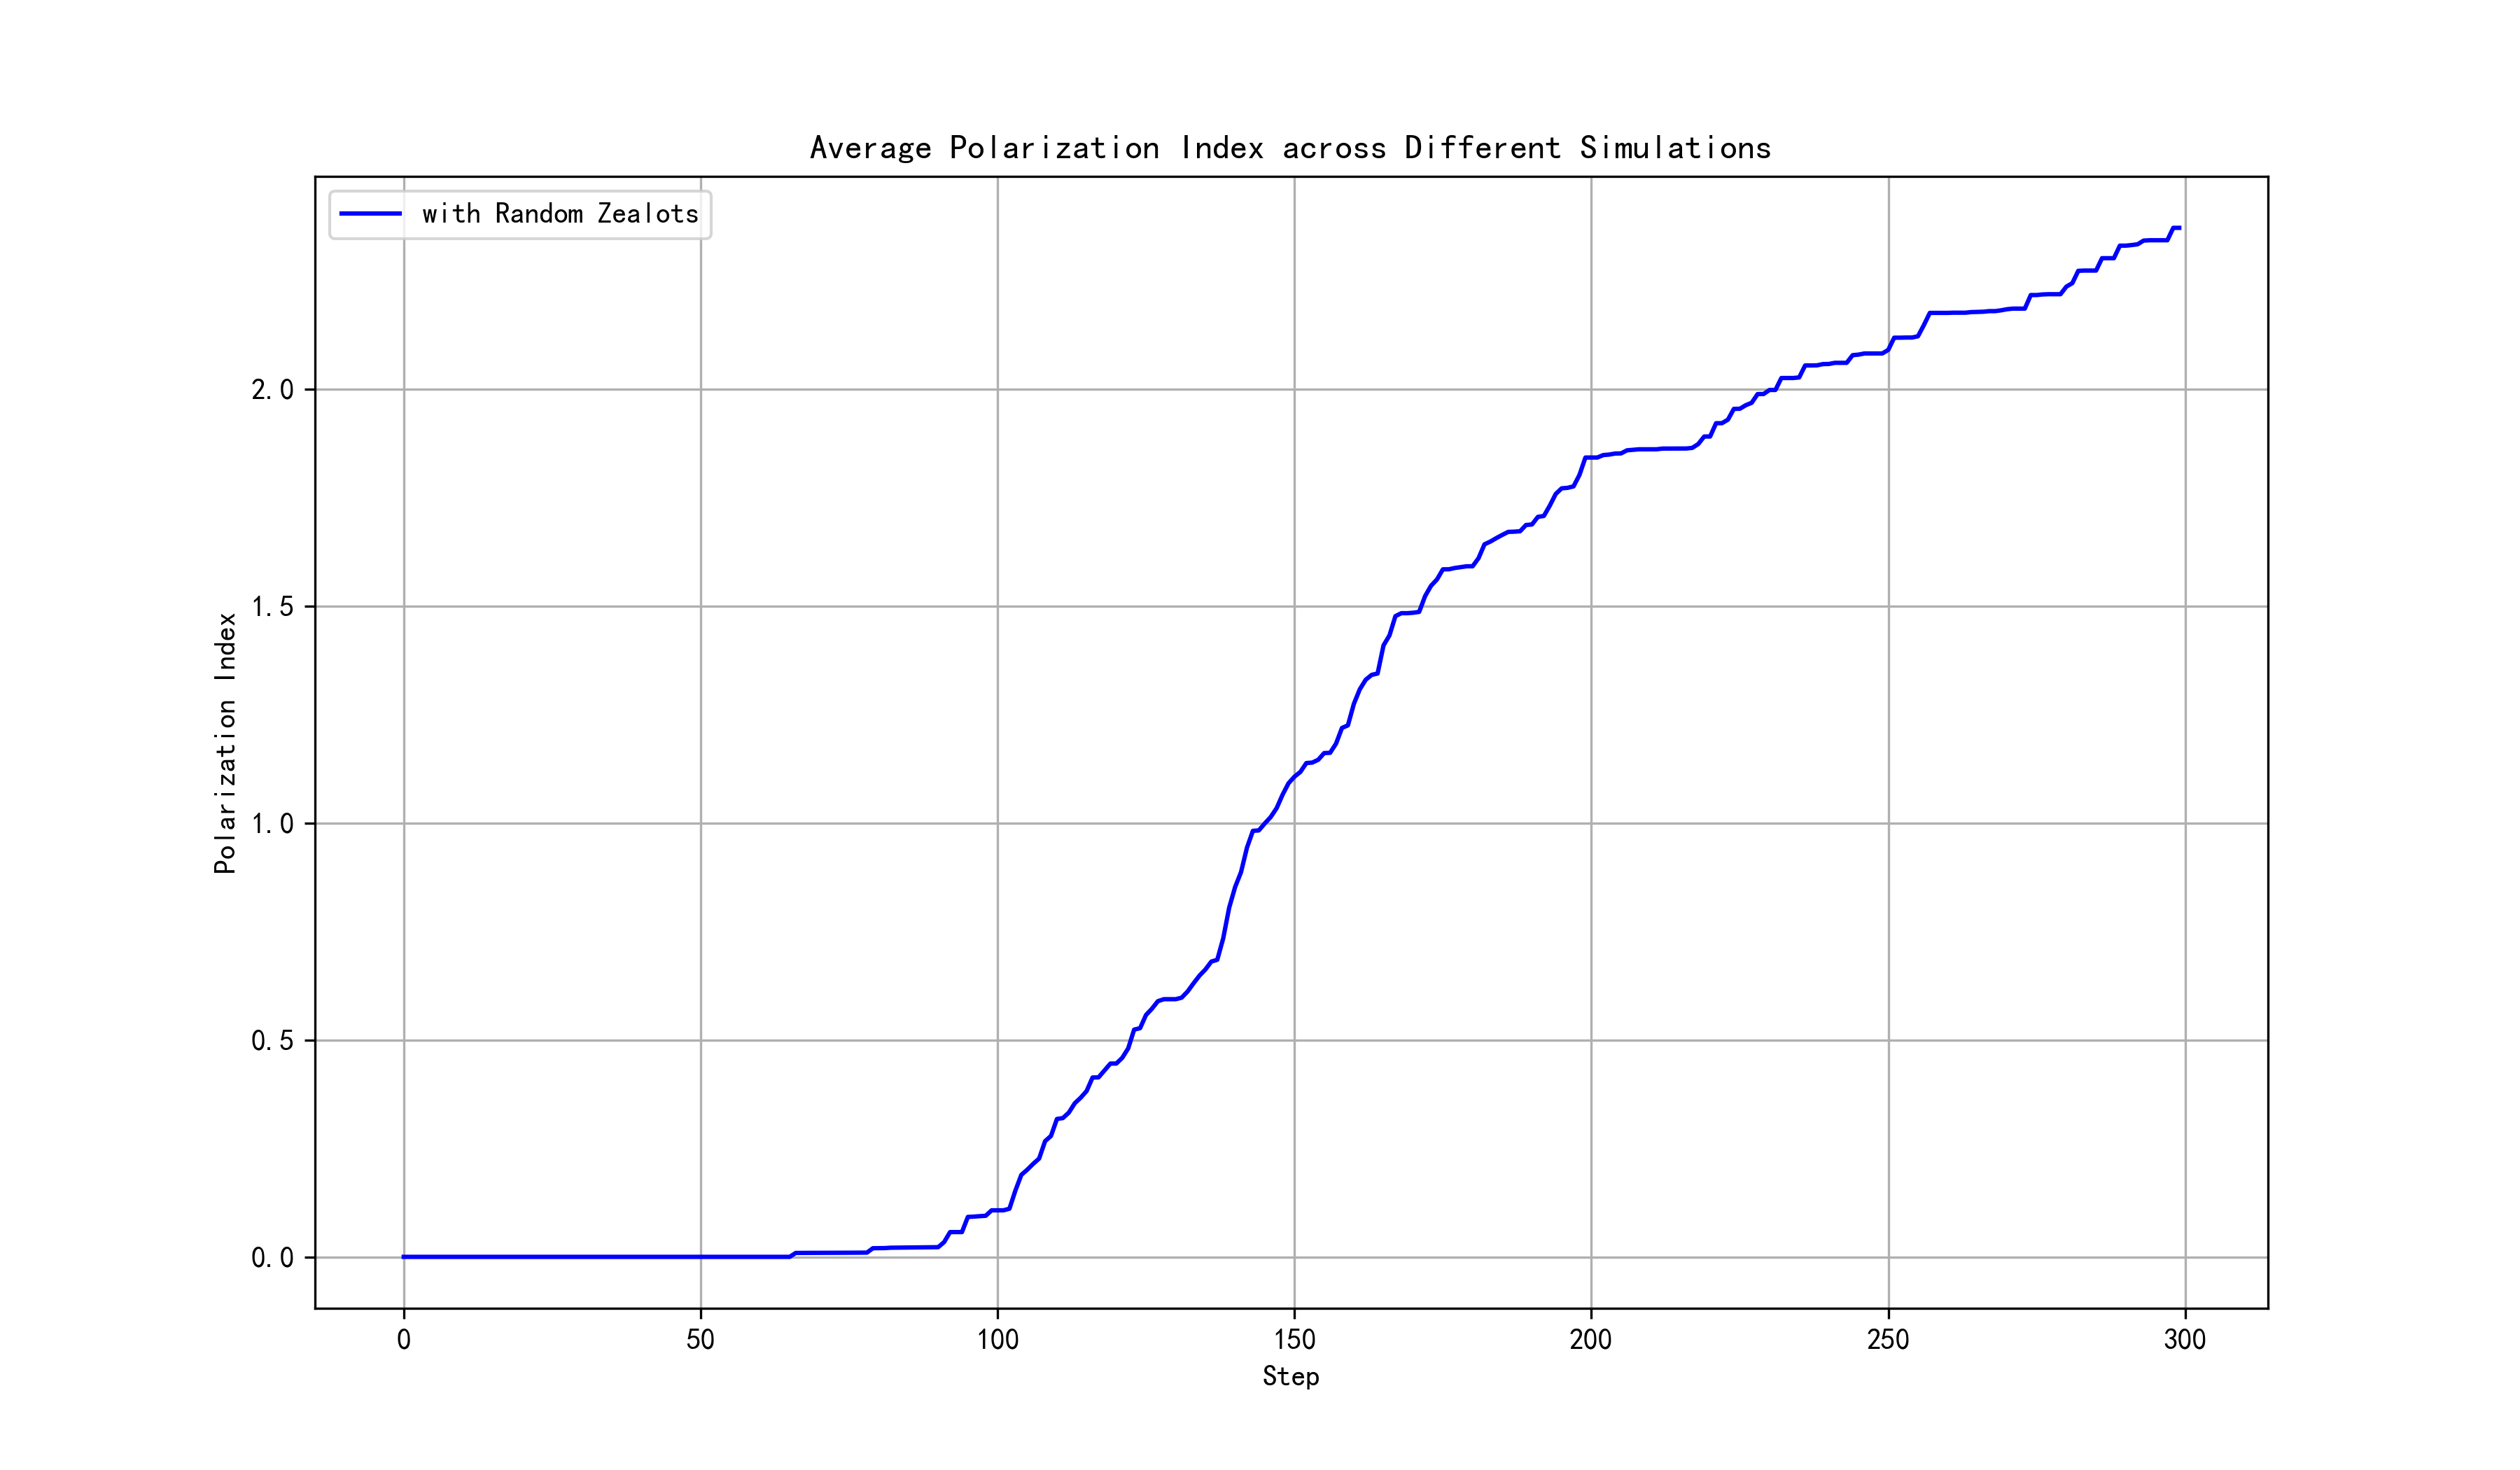 Average Polarization Index across Different Simulations
with Random Zealots
Polarization Index
2.0
1.5
1.0
0.5
0.0
0 50 100 150 200 250 300
Step